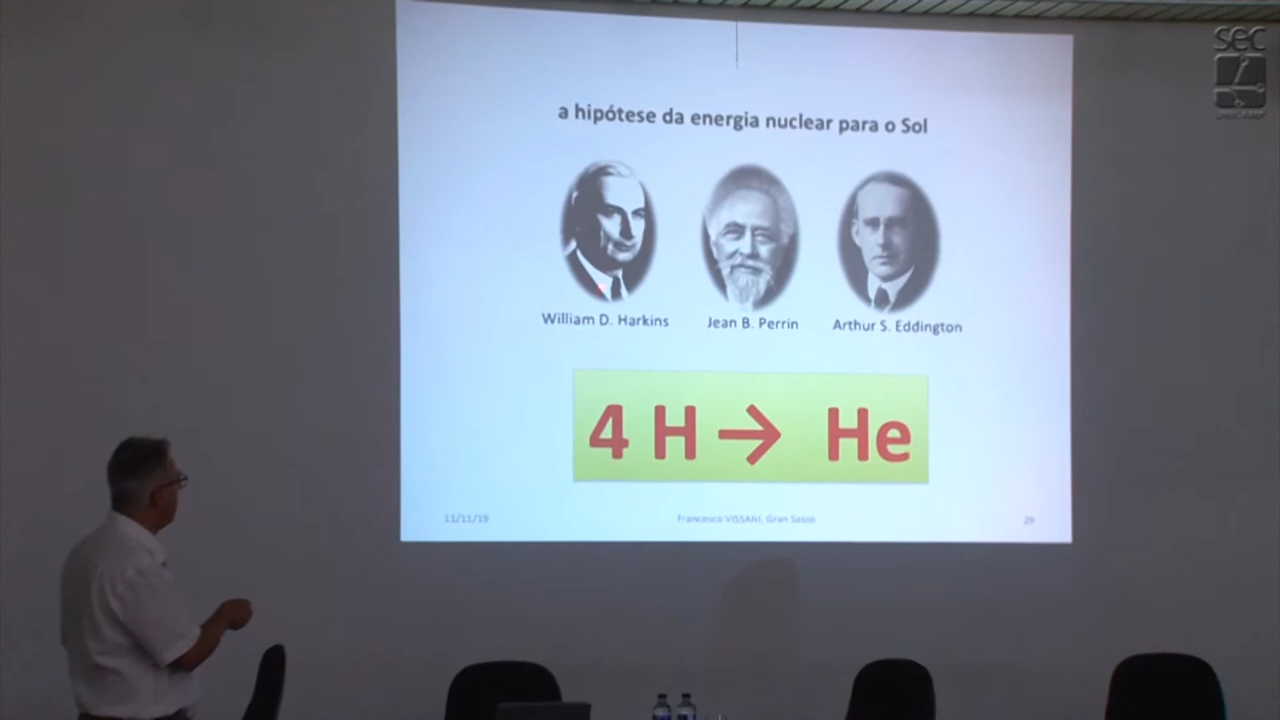 sec
a hipótese da energia nuclear para o Sol
William D. Harkins
Jean B. Perrin
Arthur S. Eddington
4 H → He
11/11/19
Francesco VISSANI, Gran Sasso
29